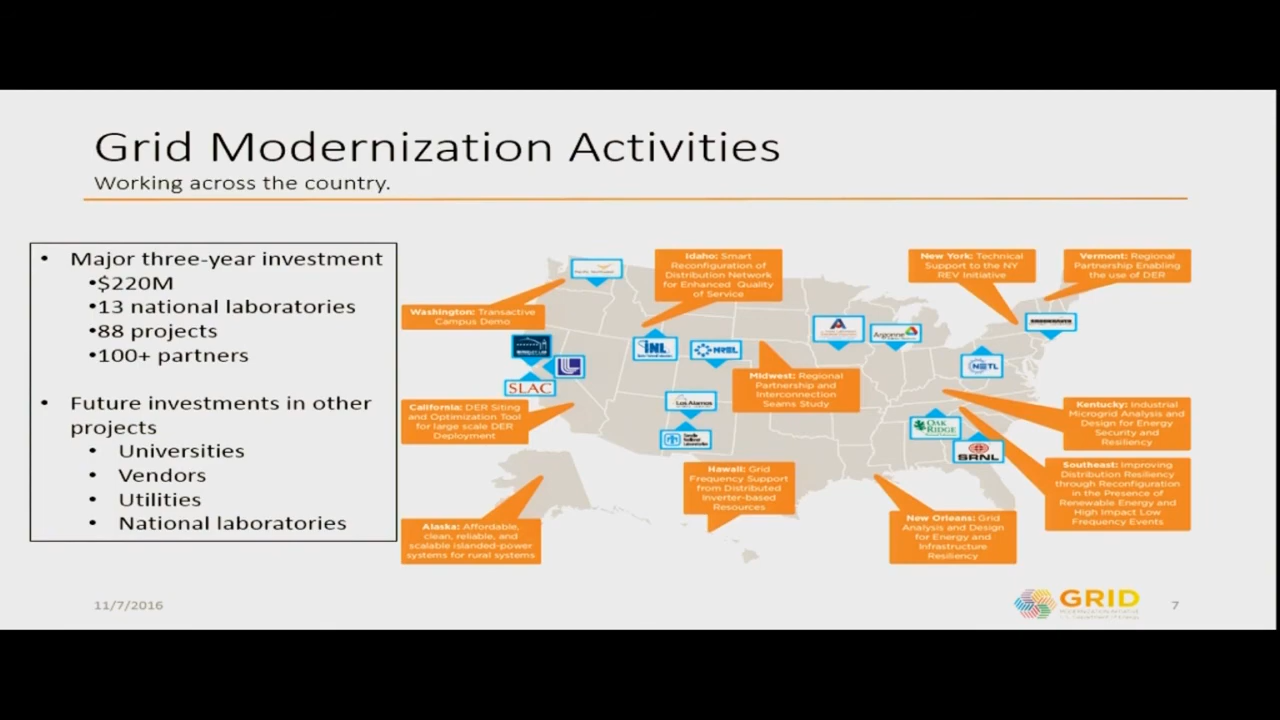 Grid Modernization Activities
Working across the country.
• Major three-year investment
•$220M
•13 national laboratories
•88 projects
•100+ partners
• Future investments in other
projects
• Universities
• Vendors
• Utilities
• National laboratories
Idaho: Smart
Reconfiguration of
Distribution Network
for Enhanced Quality
of Service
New York: Technical
Support to the NY
REV Initiative
Vermont: Regional
Partnership Enabling
the use of DER
Washington: Transactive
Campus Demo
INL
NREL
Argonne
NETL
SLAC
Midwest: Regional
Partnership and
Interconnection
Seams Study
Los Alamos
California: DER Siting
and Optimization Tool
for large scale DER
Deployment
Kentucky: Industrial
Microgrid Analysis and
Design for Energy
Security and
Resiliency
OAK
RIDGE
Sandia
National
Laboratories
SRNL
Hawaii: Grid
Frequency Support
from Distributed
Inverter-based
Resources
Southeast: Improving
Distribution Resiliency
through Reconfiguration
in the Presence of
Renewable Energy and
High Impact Low
Frequency Events
Alaska: Affordable,
clean, reliable, and
scalable islanded-power
systems for rural systems
New Orleans: Grid
Analysis and Design
for Energy and
Infrastructure
Resiliency
11/7/2016
GRID
7